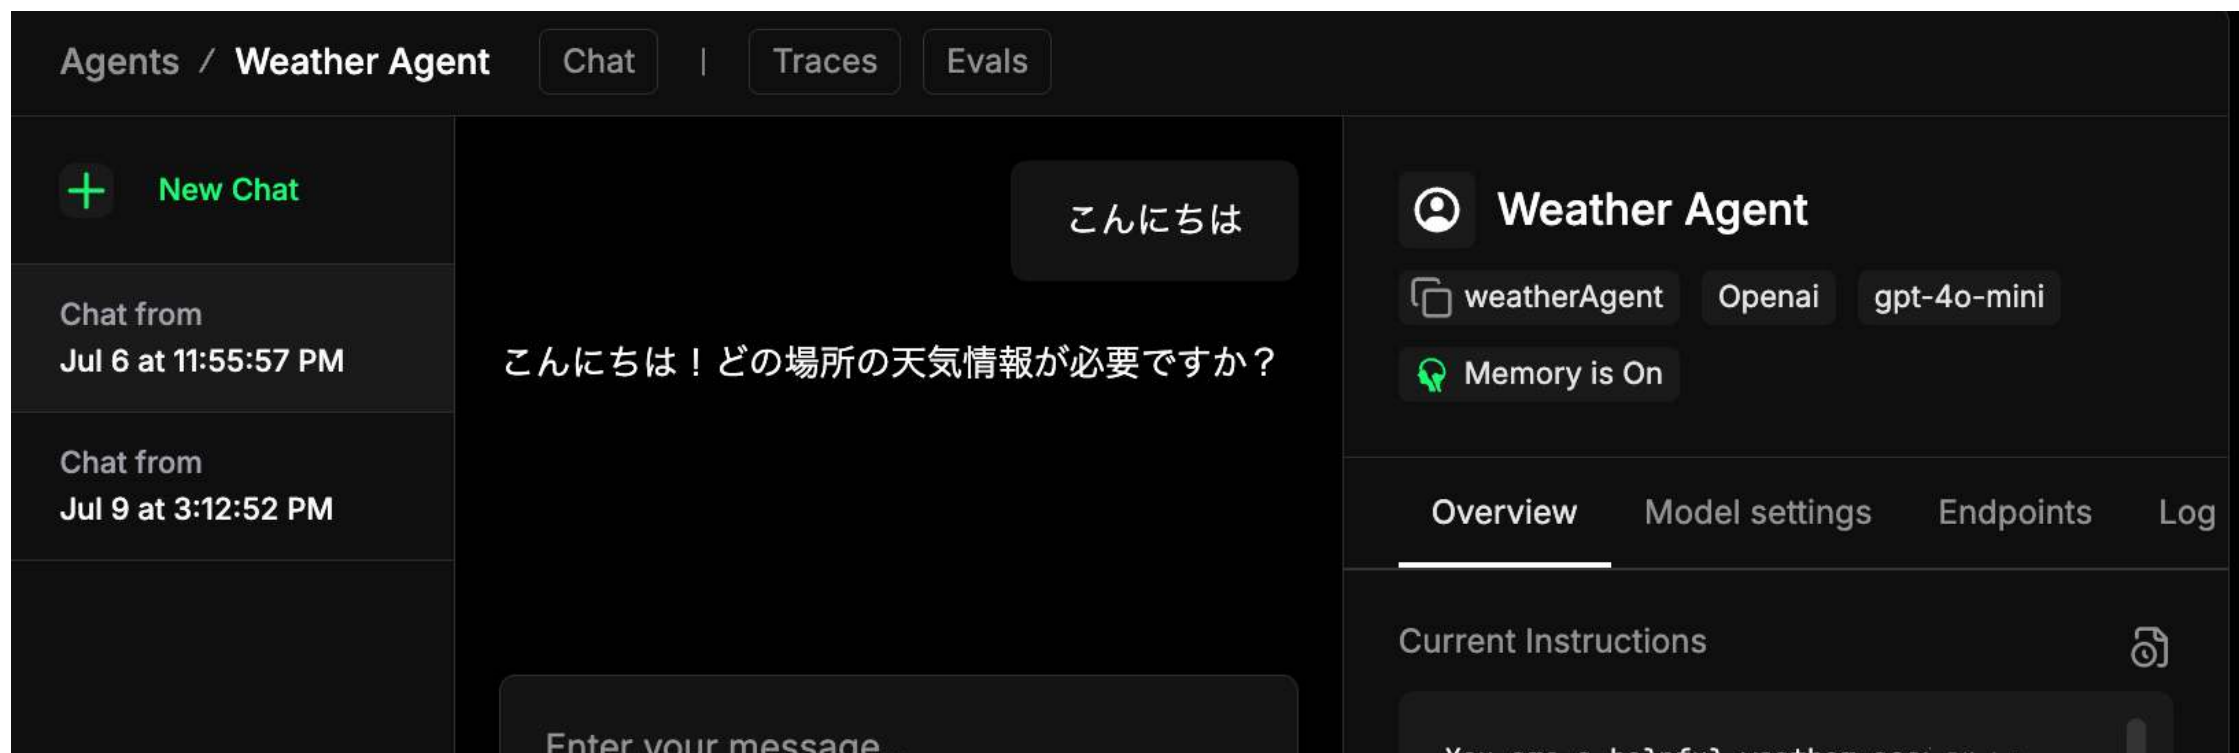 Agents / Weather Agent Chat | Traces Evals
New Chat
Chat from
Jul 6 at 11:55:57 PM
Chat from
Jul 9 at 3:12:52 PM
こんにちは
こんにちは！どの場所の天気情報が必要ですか？
Enter your message
Weather Agent
weatherAgent Openai gpt-4o-mini
Memory is On
Overview Model settings Endpoints Log
Current Instructions